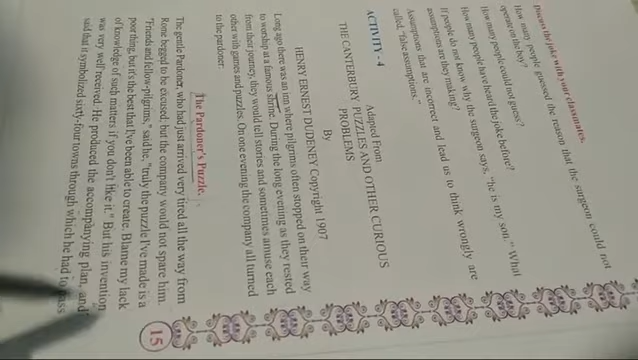 Discuss the joke with your classmates.
How many people guessed the reason that the surgeon could not
operate on the boy?
How many people could not guess?
How many people have heard the joke before?
If people do not know why the surgeon says, "he is my son." What
assumptions are they making?
Assumptions that are incorrect and lead us to think wrongly are
called, "false assumptions."
ACTIVITY - 4
Adapted From
THE CANTERBURY PUZZLES AND OTHER CURIOUS
PROBLEMS
By
HENRY ERNEST DUDENEY Copyright 1907
Long ago there was an inn where pilgrims often stopped on their way
to worship at a famous shrine. During the long evening as they rested
from their journey, they would tell stories and sometimes amuse each
other with games and puzzles. On one evening the company all turned
to the pardoner:
The Pardoner's Puzzle.
The gentle Pardoner, who had just arrived very tired all the way from
Rome begged to be excused, but the company would not spare him.
"Friends and fellow-pilgrims," said he, "truly the puzzle I've made is a
poor thing, but it's the best that I've been able to create. Blame my lack
of knowledge of such matters if you don't like it." But his invention
was very well received. He produced the accompanying plan, and
said that it symbolized sixty-four towns through which he had to pass
15